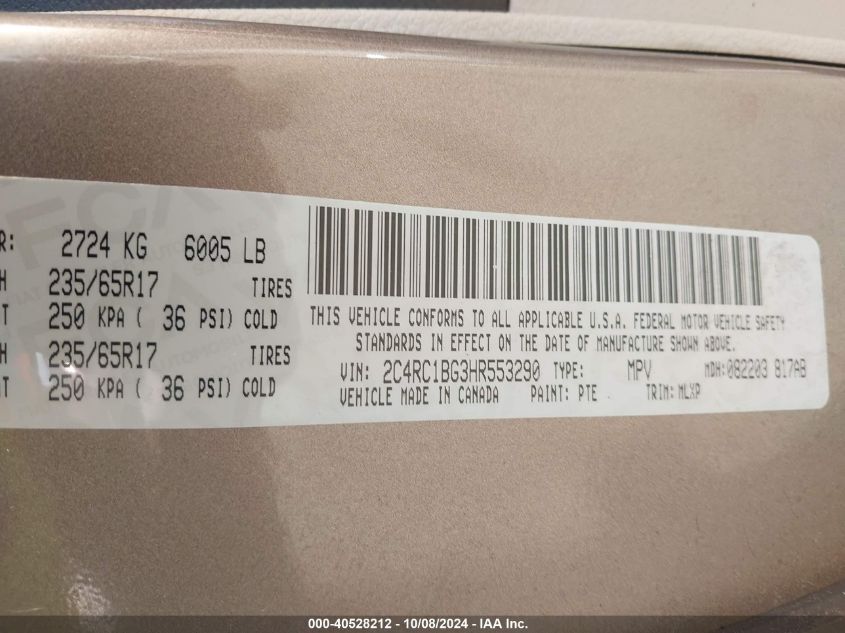 R: 2724 KG 6005 LB
H 235/65R17 TIRES
T 250 KPA ( 36 PSI) COLD
H 235/65R17 TIRES
T 250 KPA ( 36 PSI) COLD
THIS VEHICLE CONFORMS TO ALL APPLICABLE U.S.A. FEDERAL MOTOR VEHICLE SAFETY
STANDARDS IN EFFECT ON THE DATE OF MANUFACTURE SHOWN ABOVE.
VIN: 2C4RC1BG3HR553290 TYPE: MPV MDH: 082203 817AB
VEHICLE MADE IN CANADA PAINT: PTE TRIM: MLXP
000-40528212 - 10/08/2024 - IAA Inc.